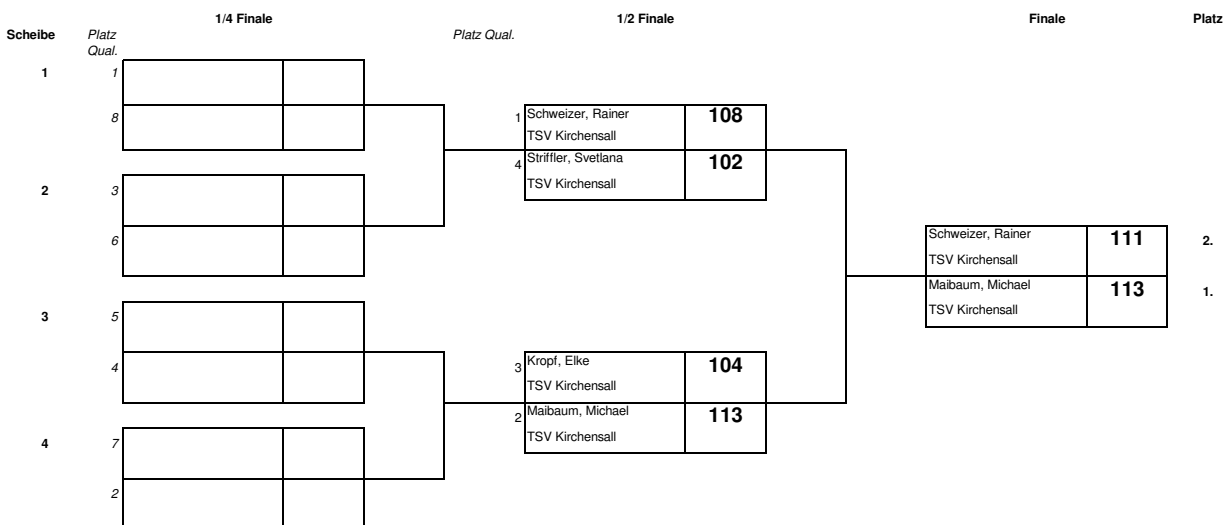 1/4 Finale 1/2 Finale Finale Platz
Scheibe Platz Platz Qual.
Qual.
1 1
8
1 Schweizer, Rainer 108
TSV Kirchensall
4 Striffler, Svetlana 102
TSV Kirchensall
2 3
6
Schweizer, Rainer 111 2.
TSV Kirchensall
Maibaum, Michael 113 1.
TSV Kirchensall
3 5
4
3 Kropf, Elke 104
TSV Kirchensall
2 Maibaum, Michael 113
TSV Kirchensall
4 7
2